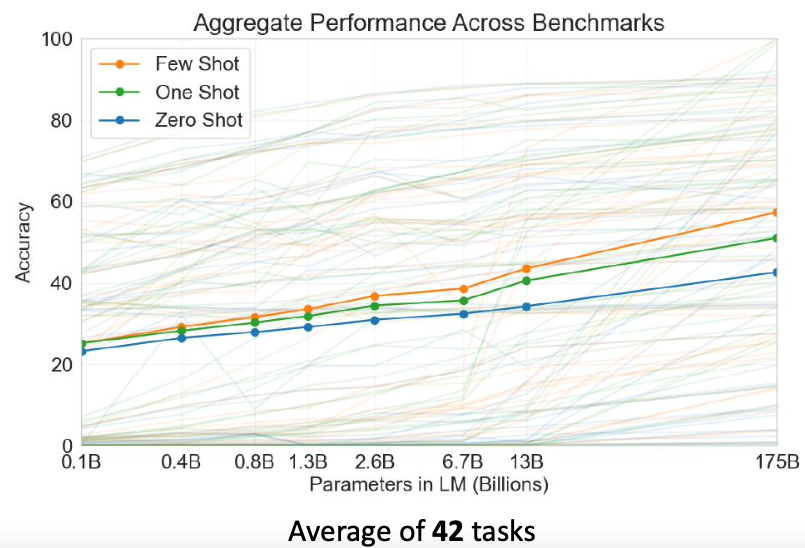 Aggregate Performance Across Benchmarks
100
80
60
40
20
0
Accuracy
Few Shot
One Shot
Zero Shot
0.1B 0.4B 0.8B 1.3B 2.6B 6.7B 13B 175B
Parameters in LM (Billions)
Average of 42 tasks